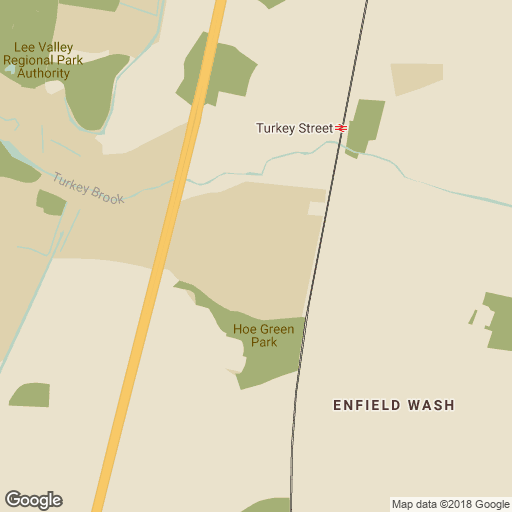 Lee Valley
Regional Park
Authority
Turkey Street
Turkey Brook
Hoe Green
Park
ENFIELD WASH
Google
Map data ©2018 Google